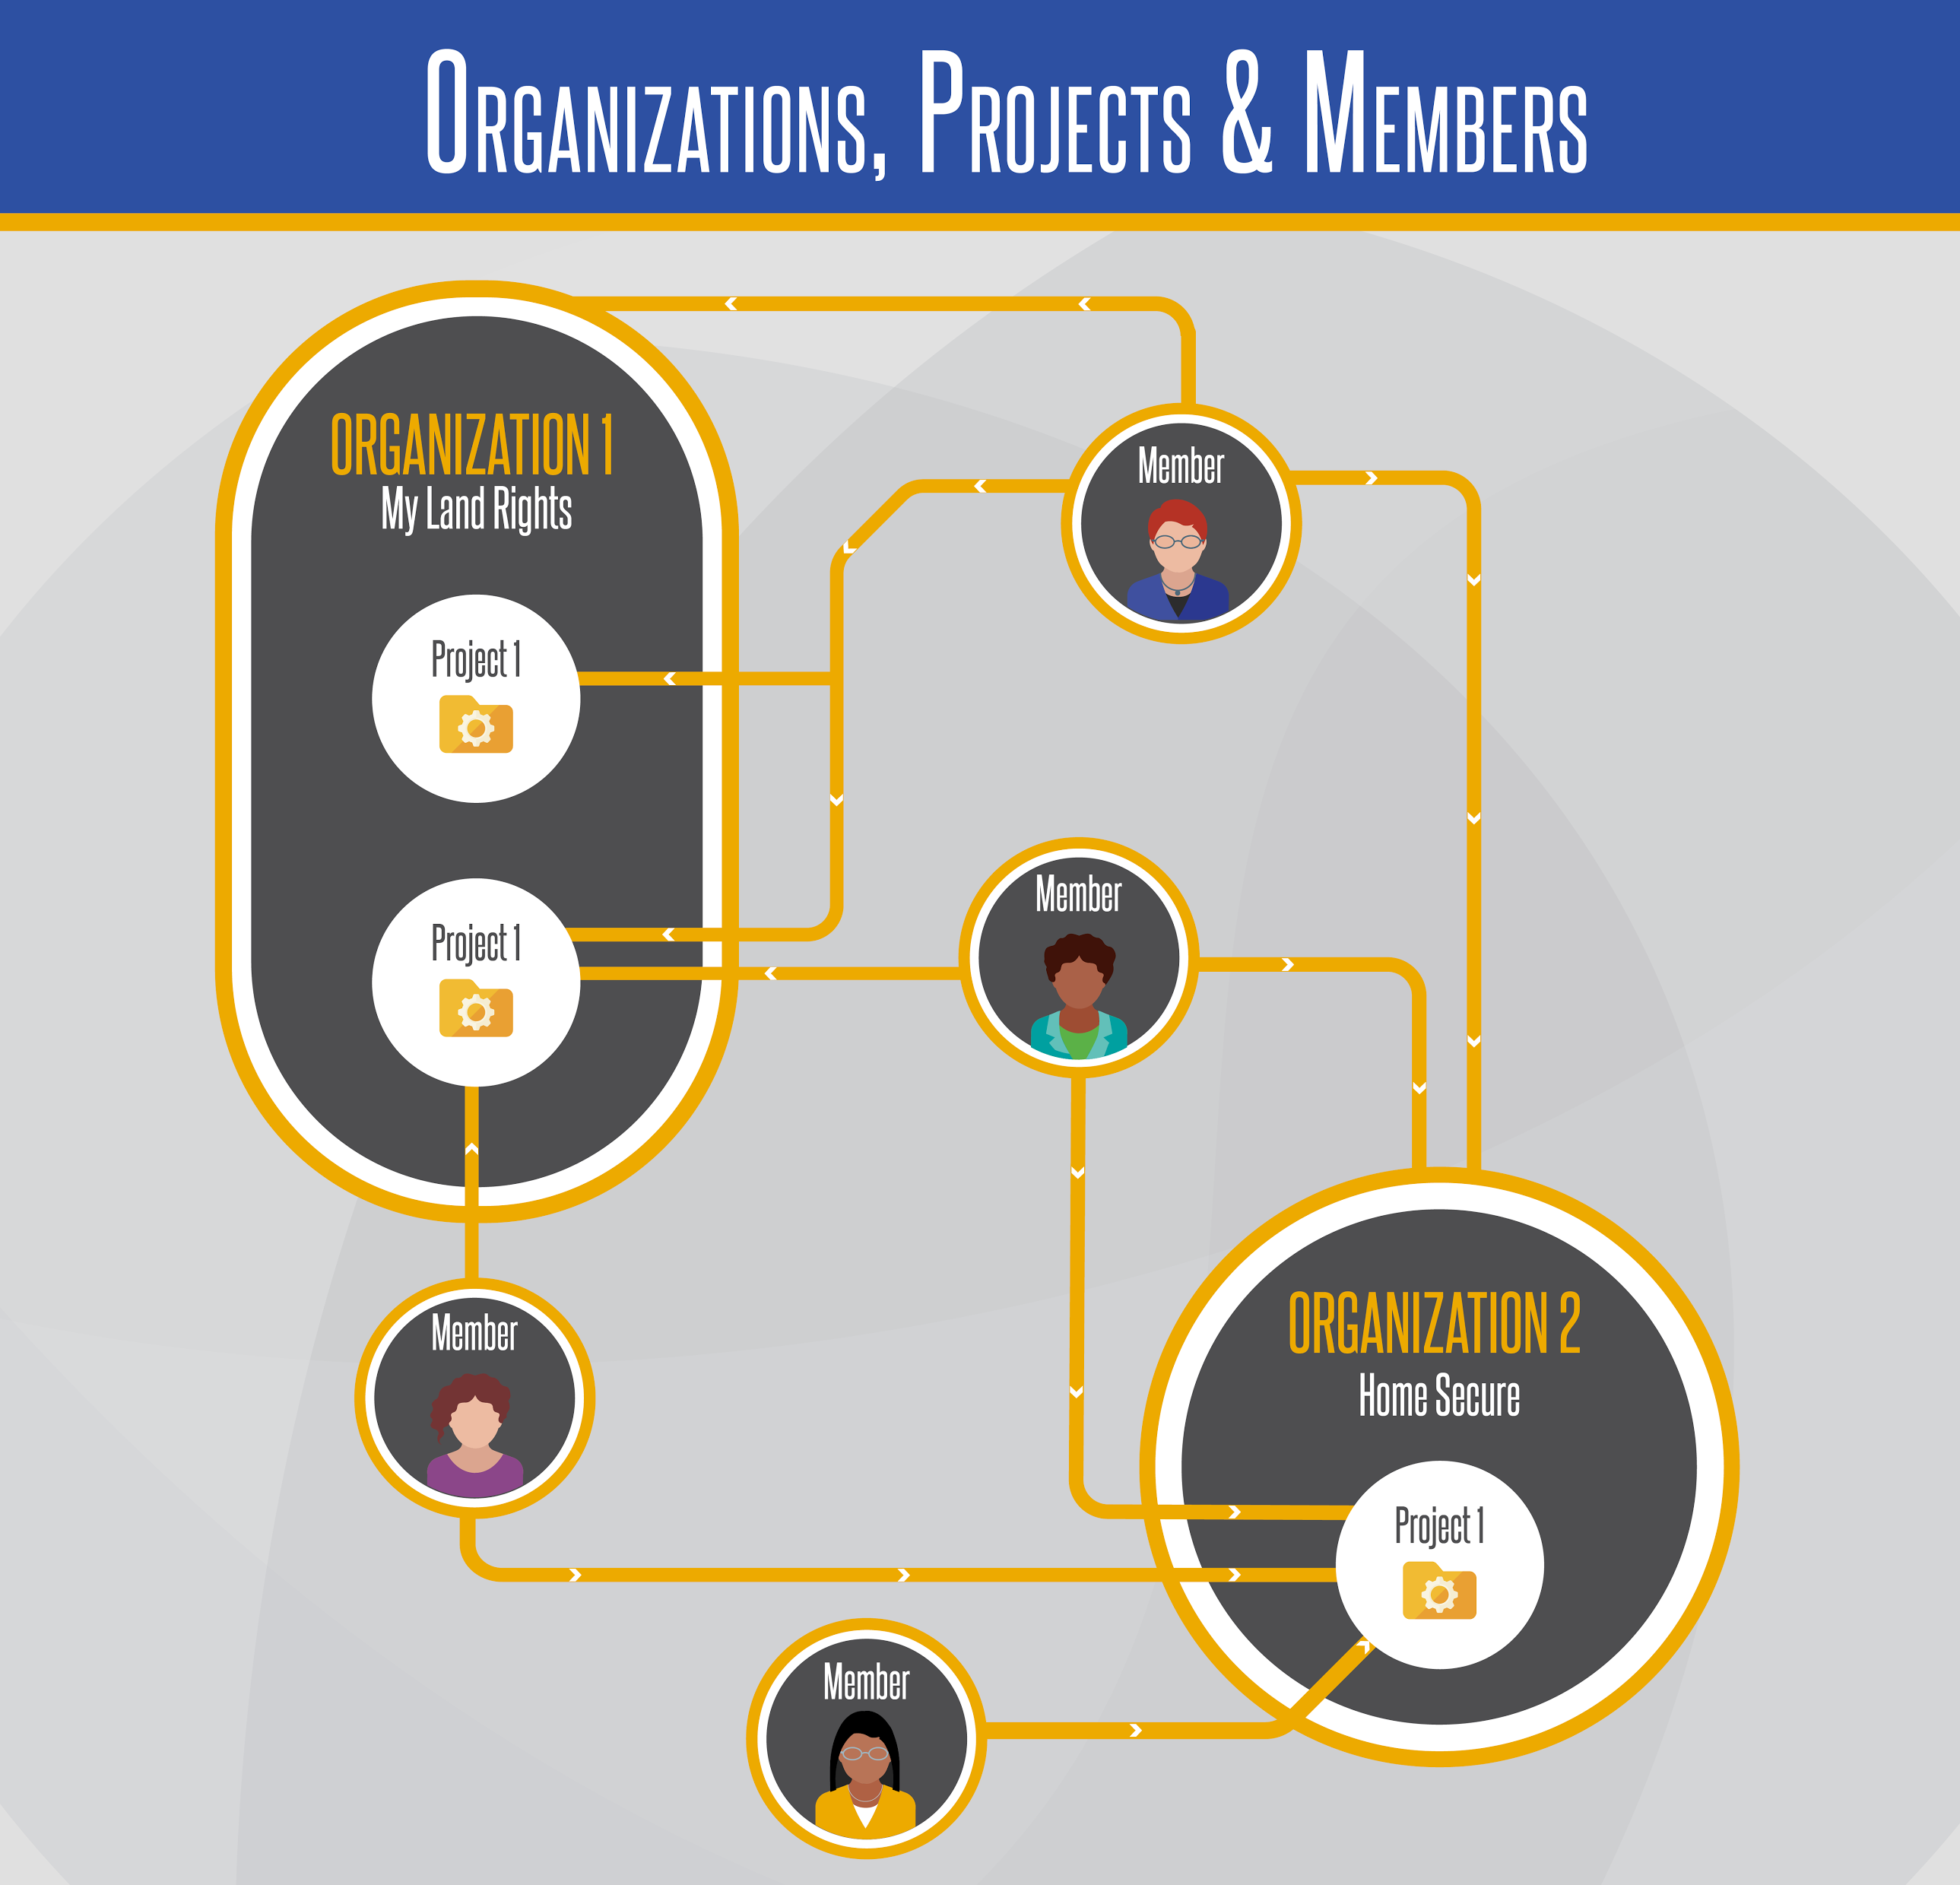 Organizations, Projects & Members
ORGANIZATION 1
My Land Rights
Project 1
Project 1
Member
Member
Member
ORGANIZATION 2
Home Secure
Project 1
Member